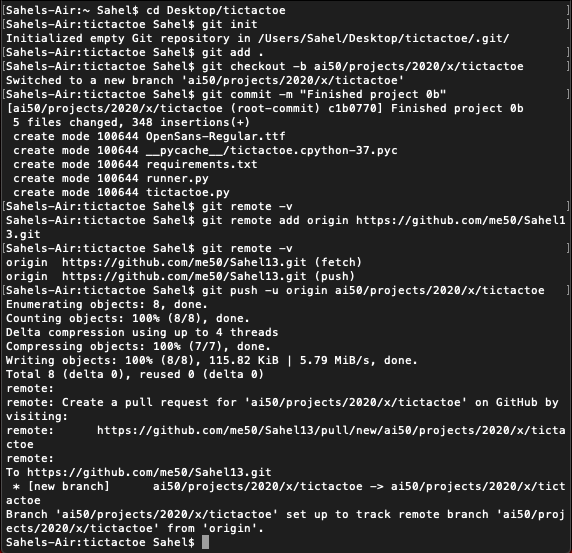 [Sahels-Air:~ Sahel$ cd Desktop/tictactoe ]
[Sahels-Air:tictactoe Sahel$ git init ]
Initialized empty Git repository in /Users/Sahel/Desktop/tictactoe/.git/
[Sahels-Air:tictactoe Sahel$ git add . ]
[Sahels-Air:tictactoe Sahel$ git checkout -b ai50/projects/2020/x/tictactoe ]
Switched to a new branch 'ai50/projects/2020/x/tictactoe'
[Sahels-Air:tictactoe Sahel$ git commit -m "Finished project 0b" ]
[ai50/projects/2020/x/tictactoe (root-commit) c1b0770] Finished project 0b
 5 files changed, 348 insertions(+)
 create mode 100644 OpenSans-Regular.ttf
 create mode 100644 __pycache__/tictactoe.cpython-37.pyc
 create mode 100644 requirements.txt
 create mode 100644 runner.py
 create mode 100644 tictactoe.py
[Sahels-Air:tictactoe Sahel$ git remote -v ]
[Sahels-Air:tictactoe Sahel$ git remote add origin https://github.com/me50/Sahel1]
3.git
[Sahels-Air:tictactoe Sahel$ git remote -v ]
origin  https://github.com/me50/Sahel13.git (fetch)
origin  https://github.com/me50/Sahel13.git (push)
[Sahels-Air:tictactoe Sahel$ git push -u origin ai50/projects/2020/x/tictactoe ]
Enumerating objects: 8, done.
Counting objects: 100% (8/8), done.
Delta compression using up to 4 threads
Compressing objects: 100% (7/7), done.
Writing objects: 100% (8/8), 115.82 KiB | 5.79 MiB/s, done.
Total 8 (delta 0), reused 0 (delta 0)
remote:
remote: Create a pull request for 'ai50/projects/2020/x/tictactoe' on GitHub by
visiting:
remote:      https://github.com/me50/Sahel13/pull/new/ai50/projects/2020/x/ticta
ctoe
remote:
To https://github.com/me50/Sahel13.git
 * [new branch]      ai50/projects/2020/x/tictactoe -> ai50/projects/2020/x/tict
actoe
Branch 'ai50/projects/2020/x/tictactoe' set up to track remote branch 'ai50/proj
ects/2020/x/tictactoe' from 'origin'.
Sahels-Air:tictactoe Sahel$